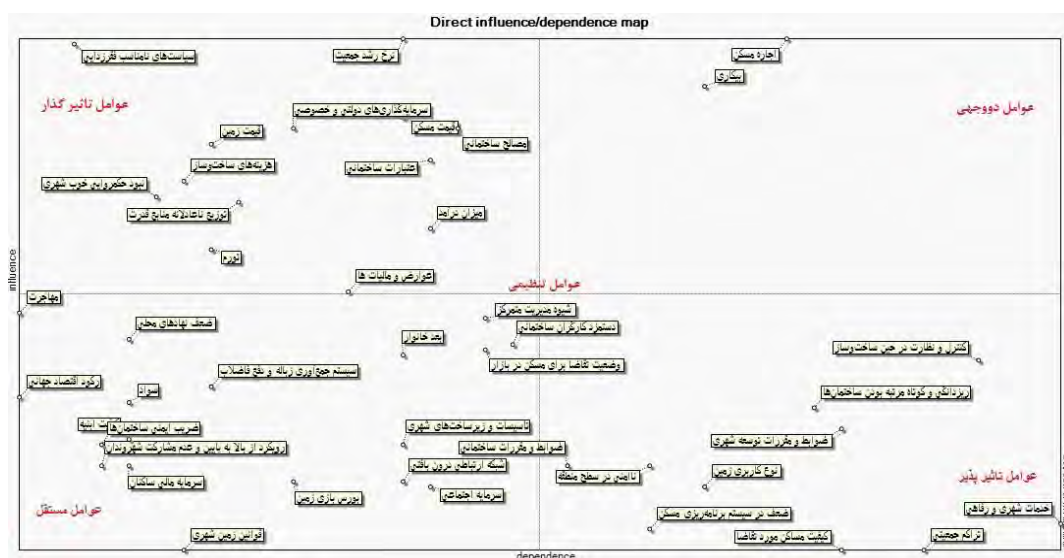 Direct influence/dependence map
سیاست‌های نامناسب فقرزدایی
نرخ رشد جمعیت
اجاره مسکن
بیکاری
عوامل تاثیر گذار
عوامل دووجهی
سرمایه‌گذاری‌های دولتی و خصوصی
قیمت مسکن
قیمت زمین
مصالح ساختمانی
اعتبارات ساختمانی
هزینه‌های ساخت‌وساز
نبود حکمروایی خوب شهری
توزیع ناعادلانه منابع قدرت
میزان درآمد
تورم
influence
عوارض و مالیات ها
عوامل تنظیمی
مهاجرت
شیوه مدیریت متمرکز
ضعف نهادهای محلی
دستمزد کارگران ساختمانی
بعد خانوار
کنترل و نظارت در حین ساخت‌وساز
وضعیت تقاضا برای مسکن در بازار
سیستم جمع‌آوری زباله و دفع فاضلاب
رکود اقتصاد جهانی
سواد
ریزدانگی و کوتاه مرتبه بودن ساختمان‌ها
ابنیه
ضریب ایمنی ساختمان‌ها
تاسیسات و زیرساخت‌های شهری
ضوابط و مقررات توسعه شهری
رویکرد از بالا به پایین و عدم مشارکت شهروندان
ضوابط و مقررات ساختمانی
شبکه ارتباطی درون بافتی
ناامنی در سطح منطقه
نوع کاربری زمین
عوامل تاثیر پذیر
سرمایه مالی ساکنان
بورس بازی زمین
سرمایه اجتماعی
عوامل مستقل
خدمات شهری و رفاهی
ضعف در سیستم برنامه‌ریزی مسکن
قوانین زمین شهری
کیفیت مساکن مورد تقاضا
تراکم جمعیتی
dependence